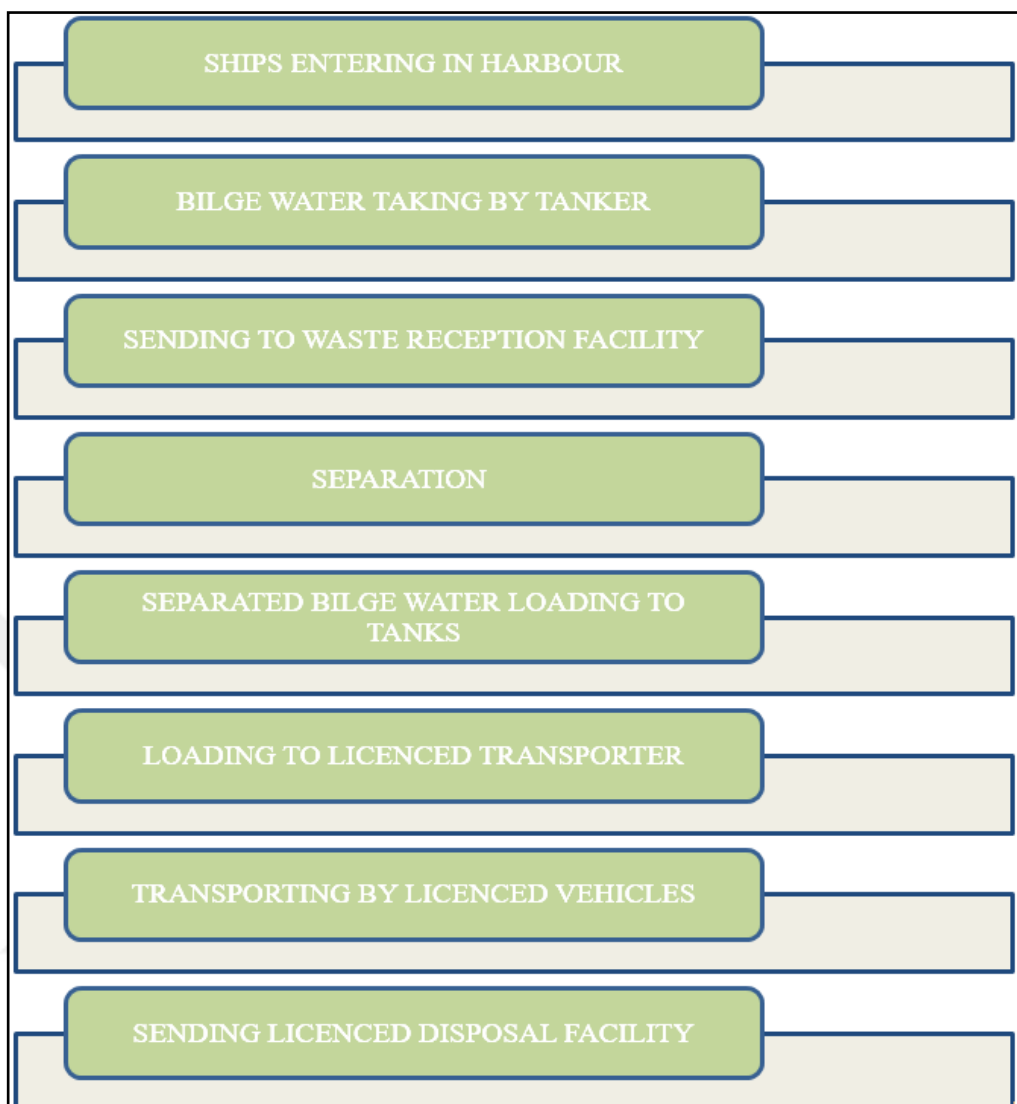 SHIPS ENTERING IN HARBOUR
BILGE WATER TAKING BY TANKER
SENDING TO WASTE RECEPTION FACILITY
SEPARATION
SEPARATED BILGE WATER LOADING TO
TANKS
LOADING TO LICENCED TRANSPORTER
TRANSPORTING BY LICENCED VEHICLES
SENDING LICENCED DISPOSAL FACILITY